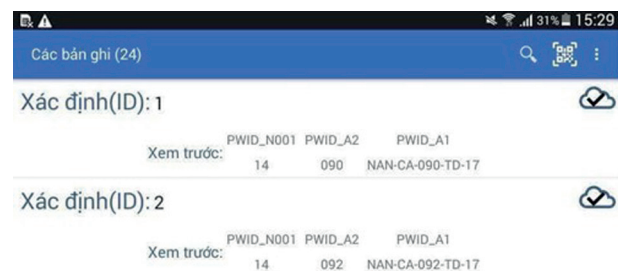 31% 15:29
Các bản ghi (24)
Xác định(ID): 1
PWID_N001 PWID_A2 PWID_A1
Xem trước:
14 090 NAN-CA-090-TD-17
Xác định(ID): 2
PWID_N001 PWID_A2 PWID_A1
Xem trước:
14 092 NAN-CA-092-TD-17